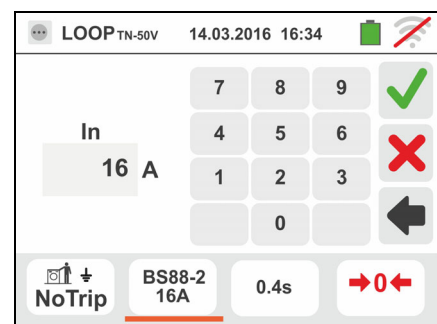 LOOP TN-50V 14.03.2016 16:34
7 8 9
In
4 5 6
16 A
1 2 3
0
NoTrip
BS88-2
16A
0.4s
0